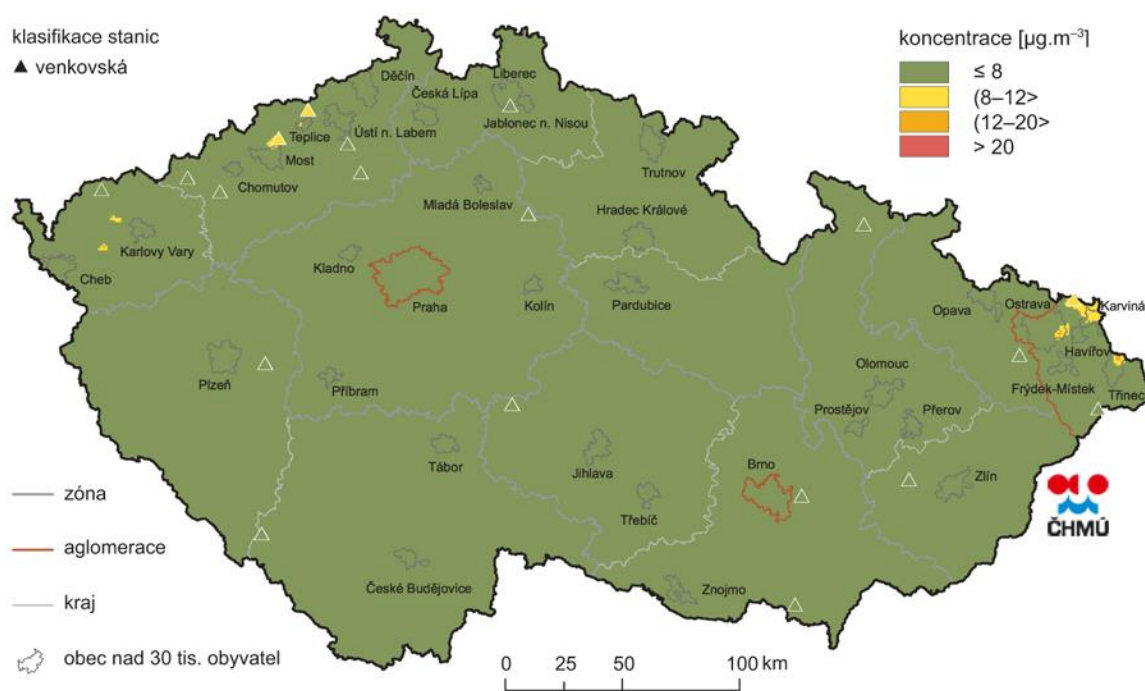 klasifikace stanic
venkovská
koncentrace [µg.m⁻³]
≤ 8
(8–12>
(12–20>
> 20
Děčín
Liberec
Česká Lípa
Jablonec n. Nisou
Teplice
Ústí n. Labem
Most
Chomutov
Trutnov
Mladá Boleslav
Hradec Králové
Karlovy Vary
Cheb
Kladno
Praha
Kolín
Pardubice
Opava
Ostrava
Karviná
Havířov
Plzeň
Příbram
Olomouc
Frýdek-Místek
Třinec
Prostějov
Přerov
Tábor
Jihlava
Brno
Zlín
Třebíč
České Budějovice
Znojmo
zóna
aglomerace
kraj
obec nad 30 tis. obyvatel
ČHMÚ
0 25 50 100 km